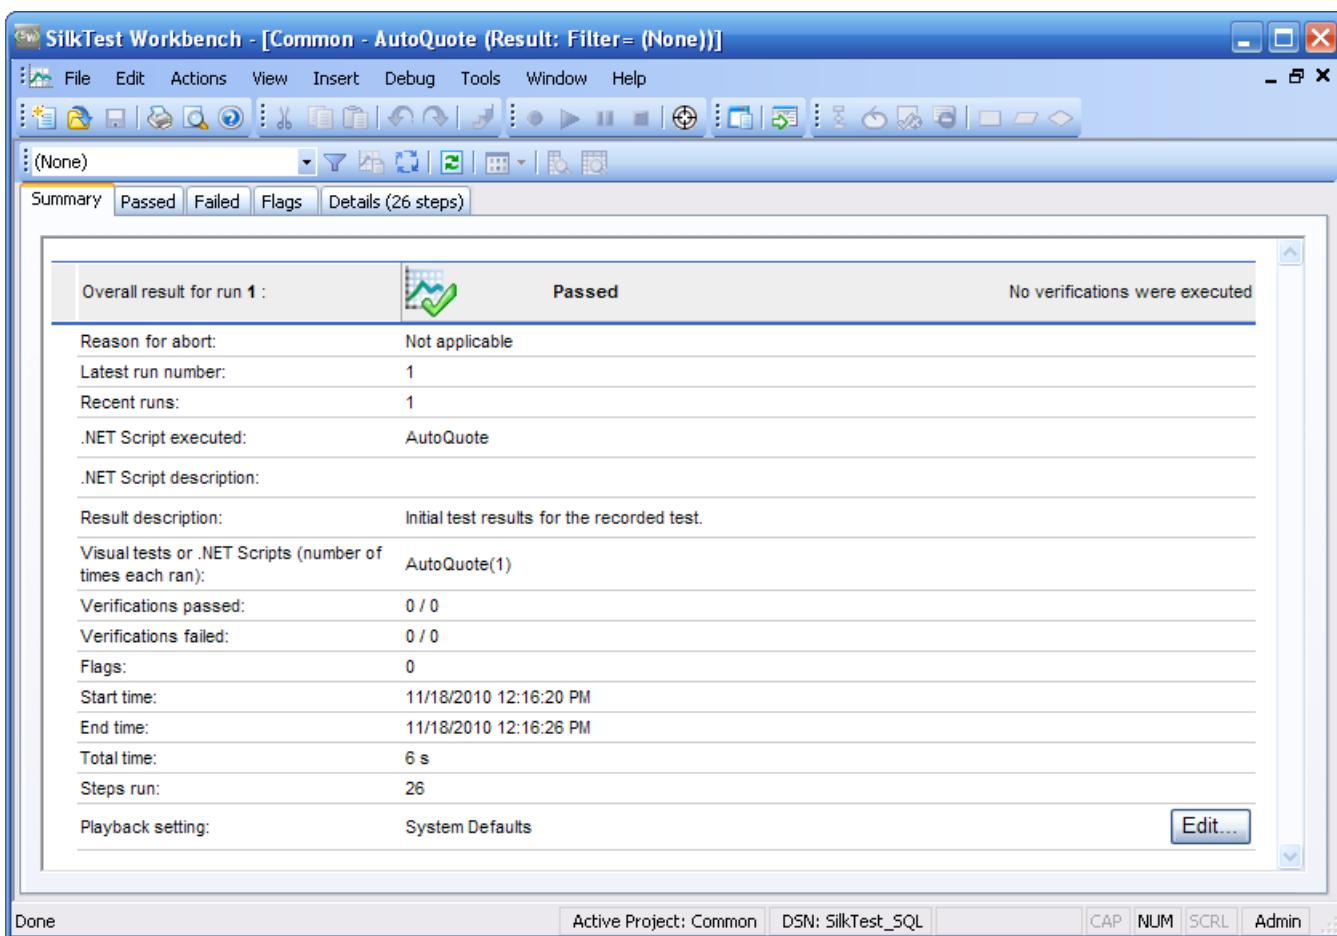 SilkTest Workbench - [Common - AutoQuote (Result: Filter= (None))]
File Edit Actions View Insert Debug Tools Window Help
(None)
Summary Passed Failed Flags Details (26 steps)
Overall result for run 1 : Passed No verifications were executed
Reason for abort: Not applicable
Latest run number: 1
Recent runs: 1
.NET Script executed: AutoQuote
.NET Script description:
Result description: Initial test results for the recorded test.
Visual tests or .NET Scripts (number of
times each ran): AutoQuote(1)
Verifications passed: 0 / 0
Verifications failed: 0 / 0
Flags: 0
Start time: 11/18/2010 12:16:20 PM
End time: 11/18/2010 12:16:26 PM
Total time: 6 s
Steps run: 26
Playback setting: System Defaults Edit...
Done Active Project: Common DSN: SilkTest_SQL CAP NUM SCRL Admin